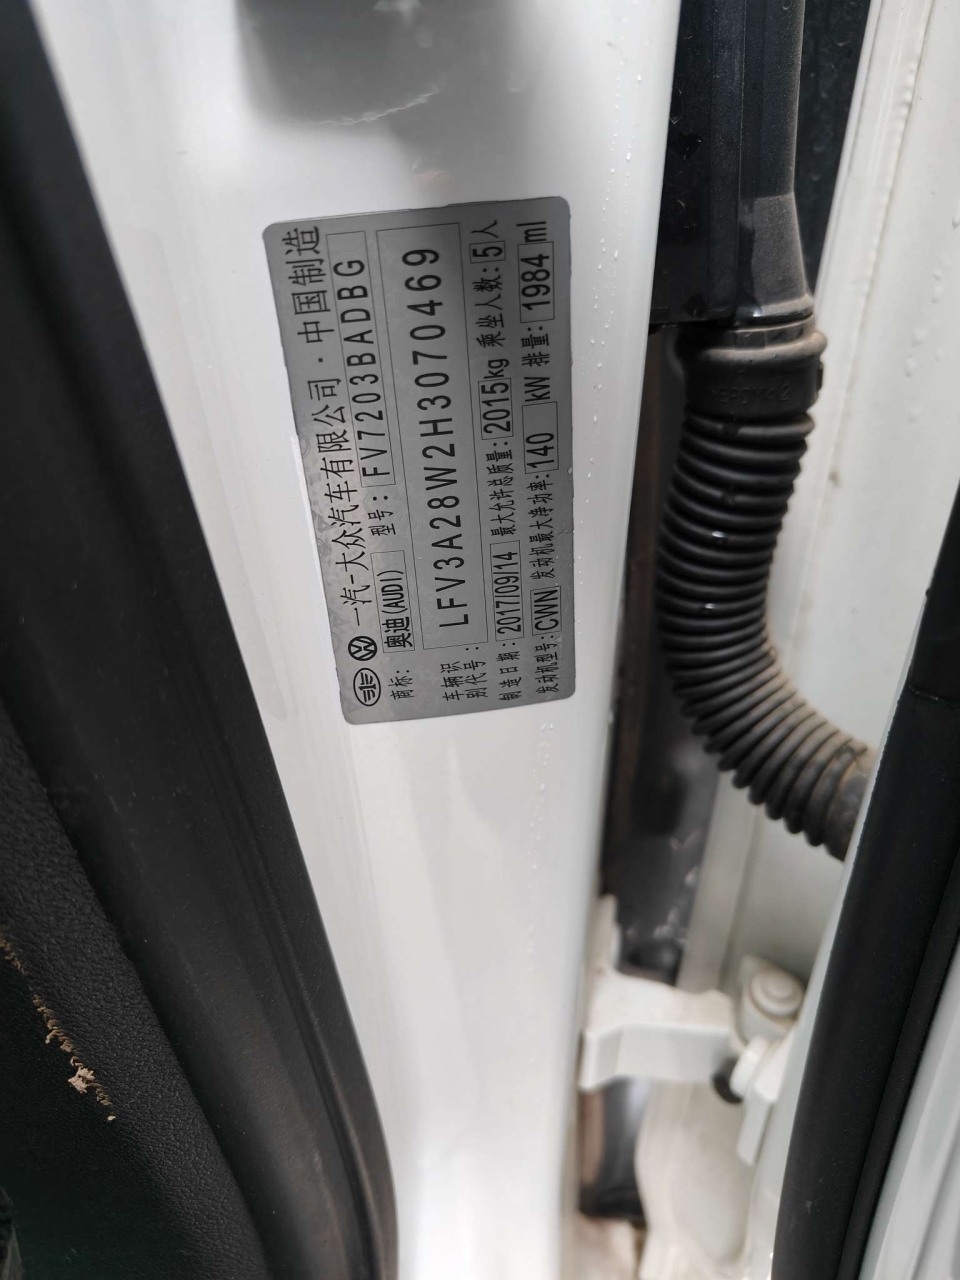 一汽-大众汽车有限公司·中国制造
商标: 奥迪(AUDI) 型号: FV7203BADBG
车辆识别代号: LFV3A28W2H3070469
制造日期: 2017/09/14 最大允许总质量: 2015kg 乘坐人数: 5人
发动机型号: CWN 发动机最大净功率: 140 kW 排量: 1984 ml